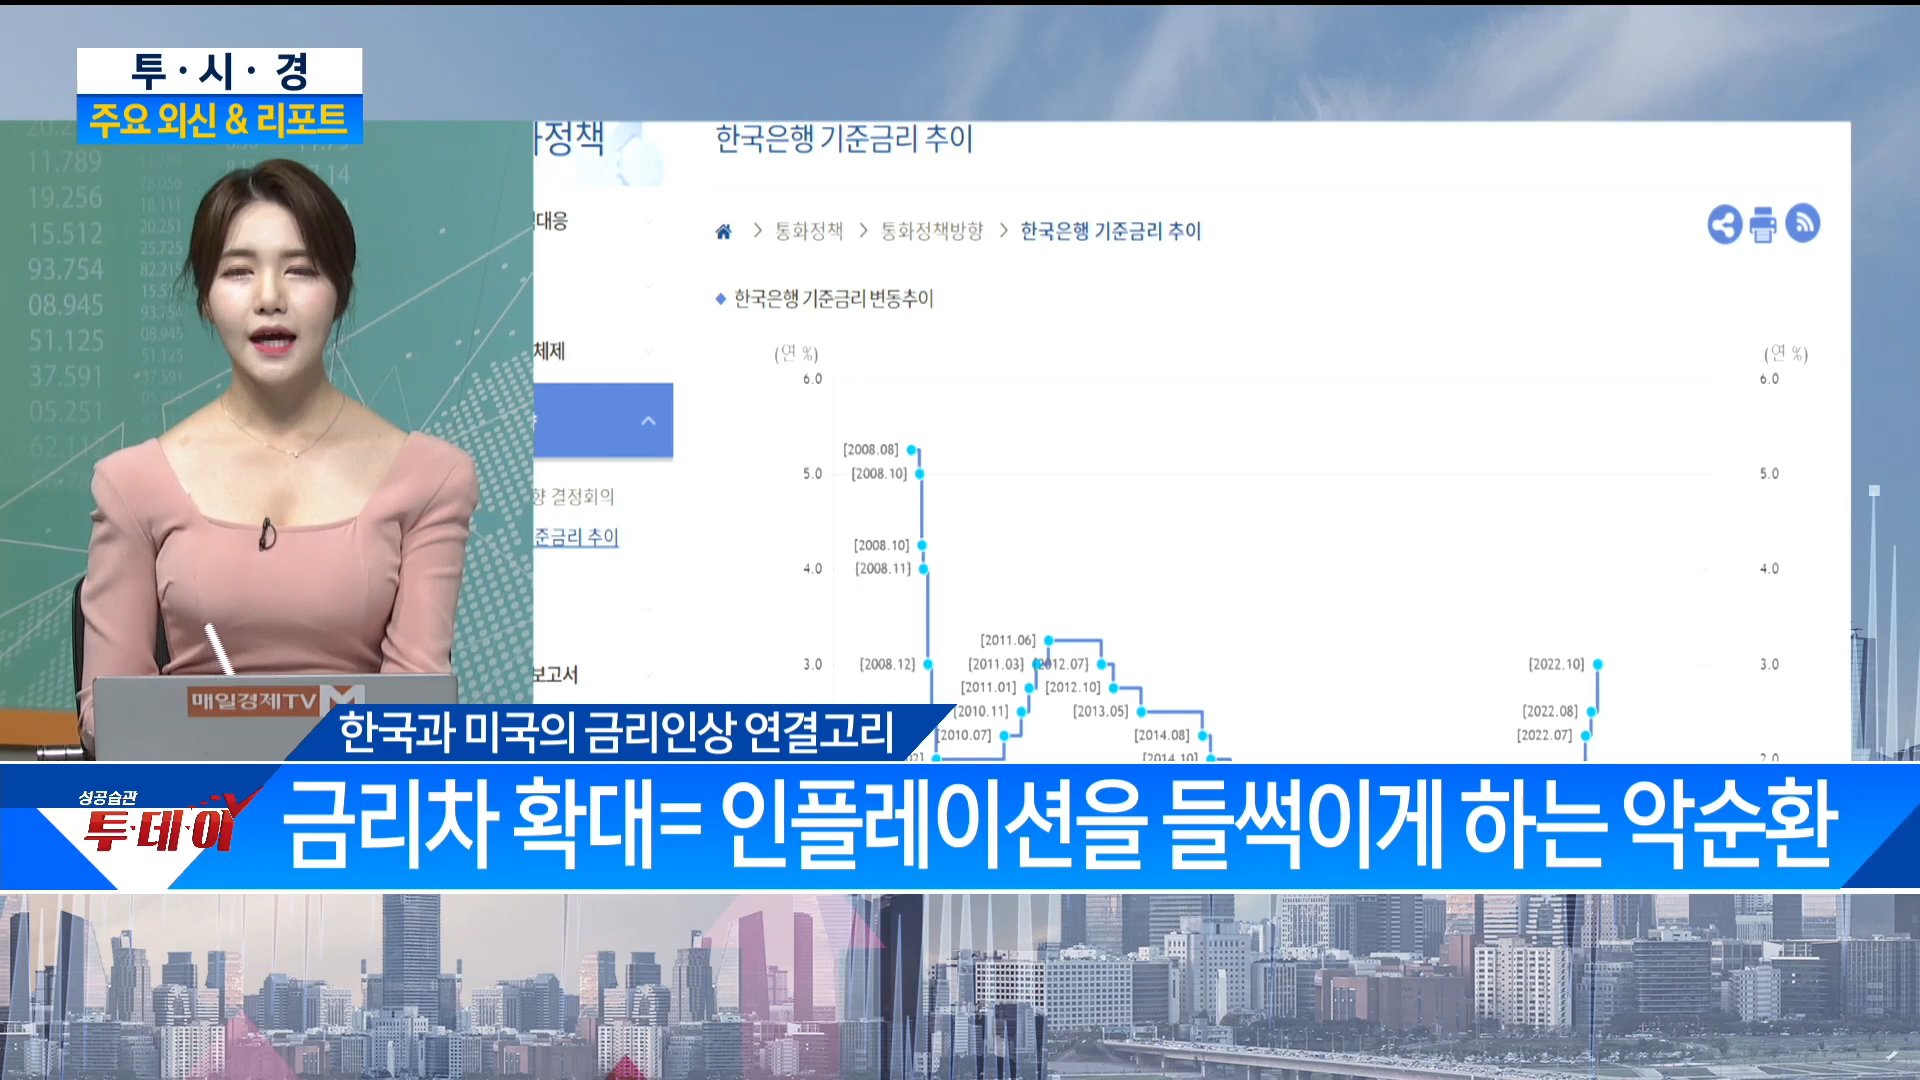 투·시·경
주요 외신 & 리포트
11.789
19.256
15.512
93.754
08.945
51.125
37.591
05.251
20.251
25.725
정책
대응
체제
향 결정회의
준금리 추이
보고서
한국은행 기준금리 추이
> 통화정책 > 통화정책방향 > 한국은행 기준금리 추이
한국은행 기준금리 변동추이
(연 %) (연 %)
6.0 6.0
[2008.08]
5.0 [2008.10] 5.0
[2008.10]
4.0 [2008.11] 4.0
[2011.06]
3.0 [2008.12] [2011.03] [2012.07] [2022.10] 3.0
[2011.01] [2012.10]
[2010.11] [2013.05] [2022.08]
[2010.07] [2014.08] [2022.07]
[2014.10] 2.0
매일경제TV M
한국과 미국의 금리인상 연결고리
성공습관
투·데·이
금리차 확대= 인플레이션을 들썩이게 하는 악순환